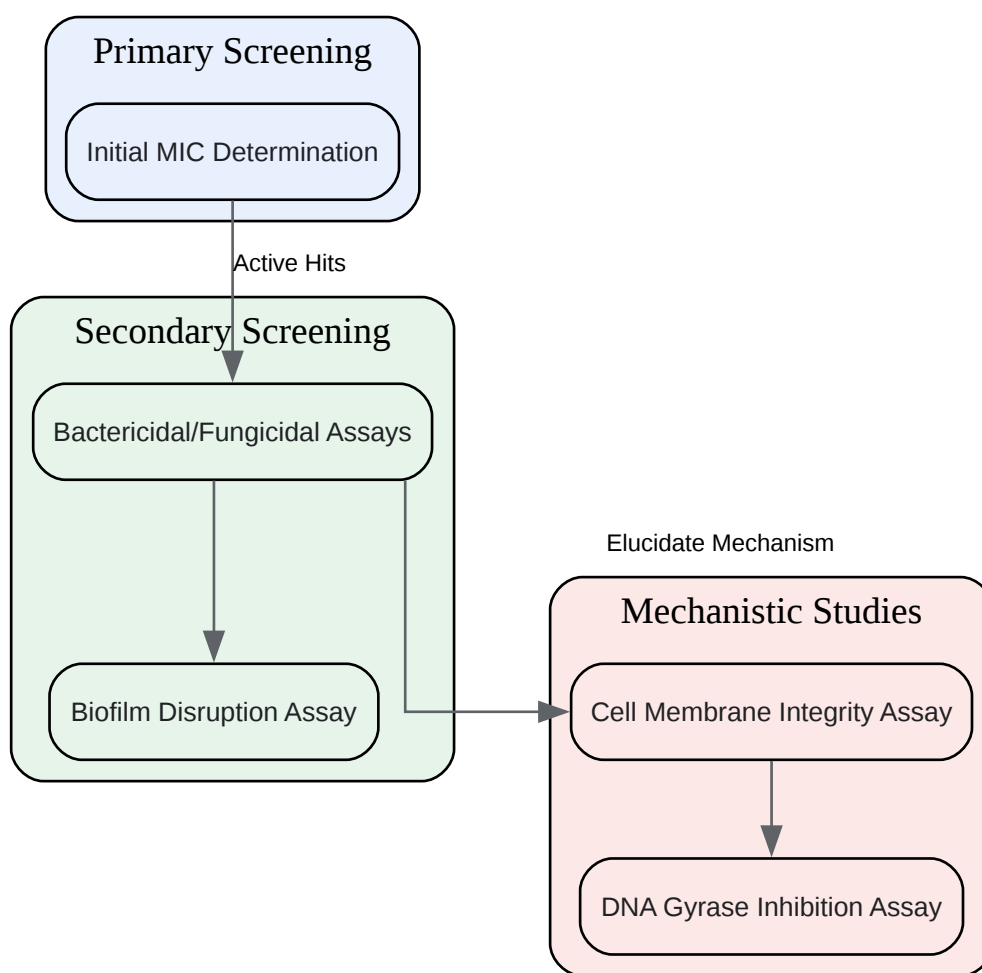 Primary Screening
Initial MIC Determination
Active Hits
Secondary Screening
Bactericidal/Fungicidal Assays
Biofilm Disruption Assay
Elucidate Mechanism
Mechanistic Studies
Cell Membrane Integrity Assay
DNA Gyrase Inhibition Assay